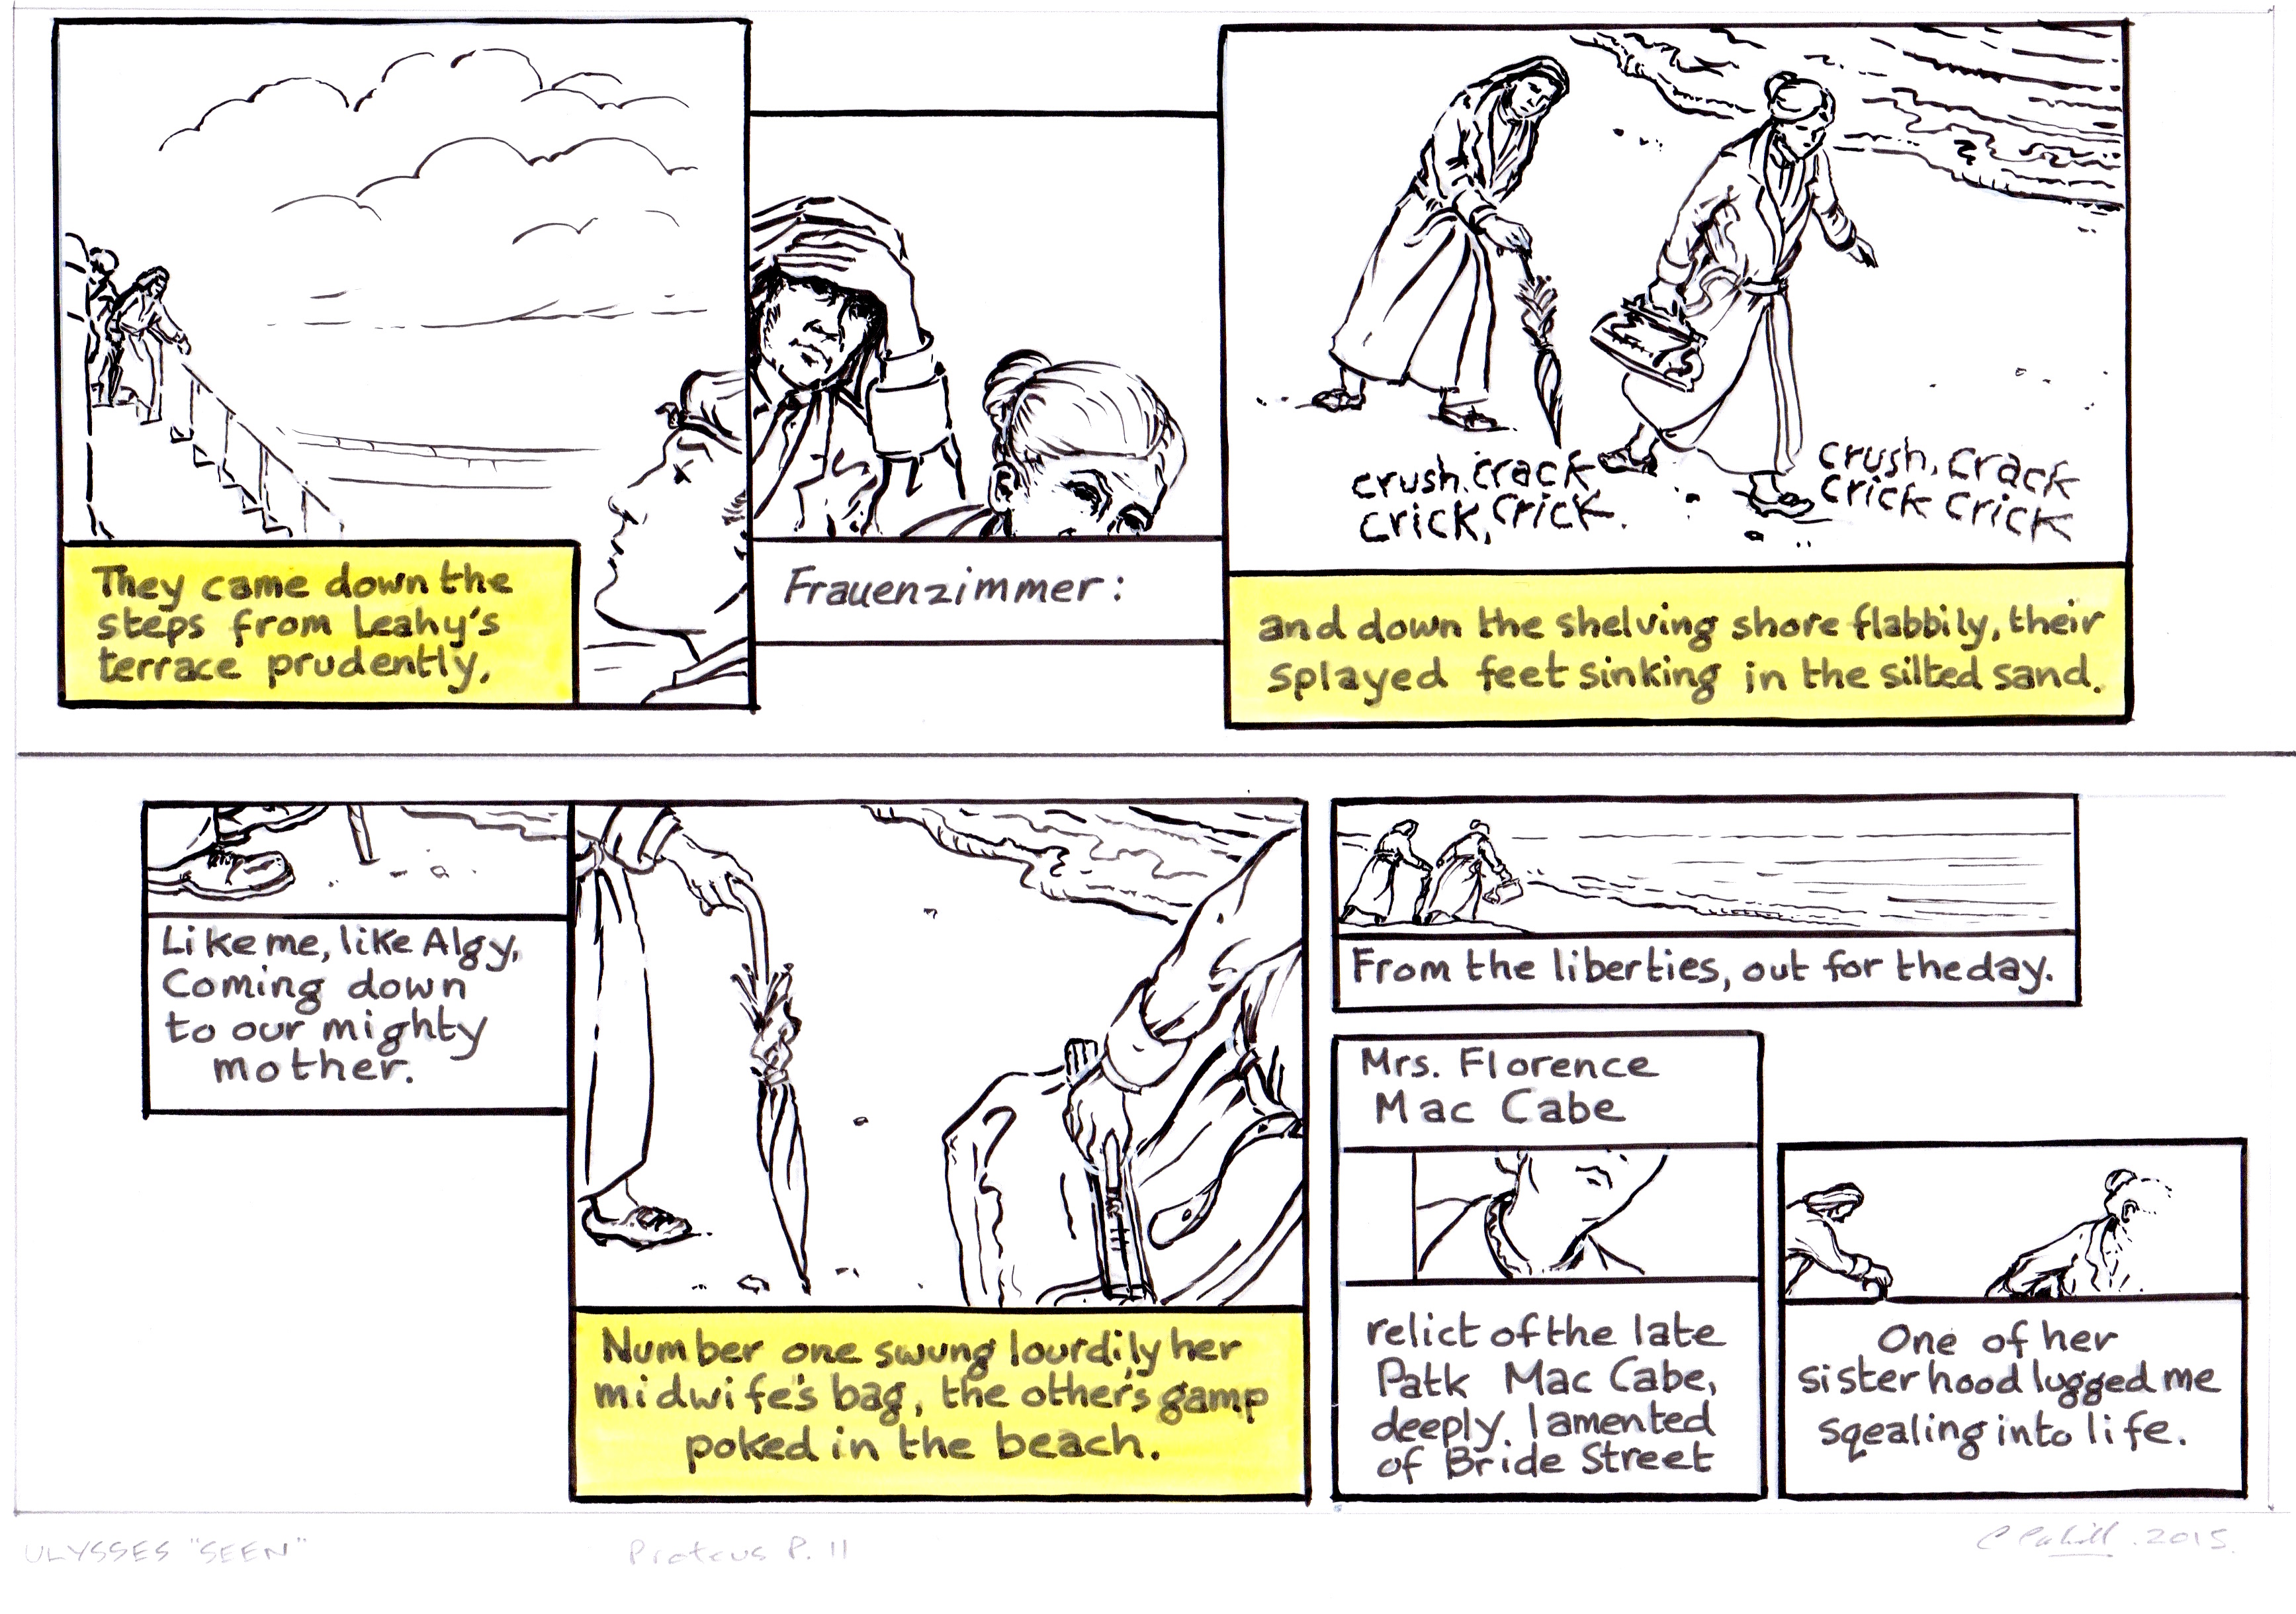 They came down the
steps from Leahy's
terrace prudently,
Frauenzimmer:
crush. crack
crick, crick.
crush, crack
crick crick
and down the shelving shore flabbily, their
splayed feet sinking in the silted sand.
Like me, like Algy,
Coming down
to our mighty
mother.
Number one swung lourdily her
midwife's bag, the other's gamp
poked in the beach.
From the liberties, out for the day.
Mrs. Florence
Mac Cabe
relict of the late
Patk Mac Cabe,
deeply lamented
of Bride Street
One of her
sisterhood lugged me
sqealing into life.
ULYSSES "SEEN"
Proteus P. 11
2015